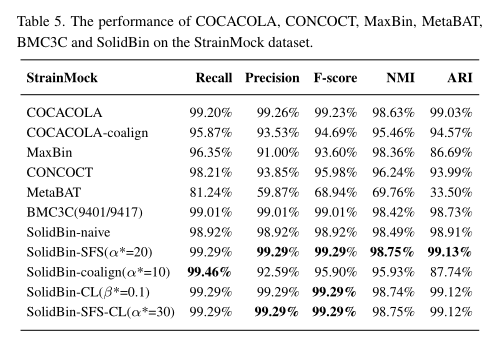 Table 5. The performance of COCACOLA, CONCOCT, MaxBin, MetaBAT,
BMC3C and SolidBin on the StrainMock dataset.
StrainMock Recall Precision F-score NMI ARI
COCACOLA 99.20% 99.26% 99.23% 98.63% 99.03%
COCACOLA-coalign 95.87% 93.53% 94.69% 95.46% 94.57%
MaxBin 96.35% 91.00% 93.60% 98.36% 86.69%
CONCOCT 98.21% 93.85% 95.98% 96.24% 93.99%
MetaBAT 81.24% 59.87% 68.94% 69.76% 33.50%
BMC3C(9401/9417) 99.01% 99.01% 99.01% 98.42% 98.73%
SolidBin-naive 98.92% 98.92% 98.92% 98.49% 98.91%
SolidBin-SFS(α*=20) 99.29% 99.29% 99.29% 98.75% 99.13%
SolidBin-coalign(α*=10) 99.46% 92.59% 95.90% 95.93% 87.74%
SolidBin-CL(β*=0.1) 99.29% 99.29% 99.29% 98.74% 99.12%
SolidBin-SFS-CL(α*=30) 99.29% 99.29% 99.29% 98.75% 99.12%